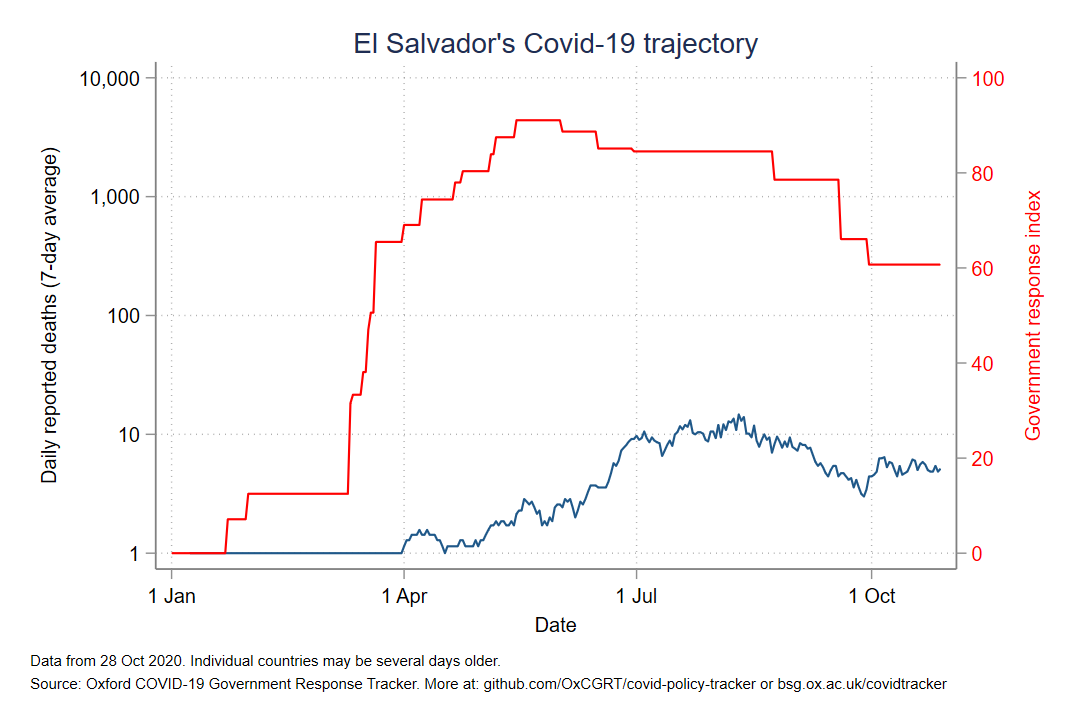 El Salvador's Covid-19 trajectory
10,000
1,000
100
10
1
Daily reported deaths (7-day average)
100
80
60
40
20
0
Government response index
1 Jan
1 Apr
1 Jul
1 Oct
Date
Data from 28 Oct 2020. Individual countries may be several days older.
Source: Oxford COVID-19 Government Response Tracker. More at: github.com/OxCGRT/covid-policy-tracker or bsg.ox.ac.uk/covidtracker